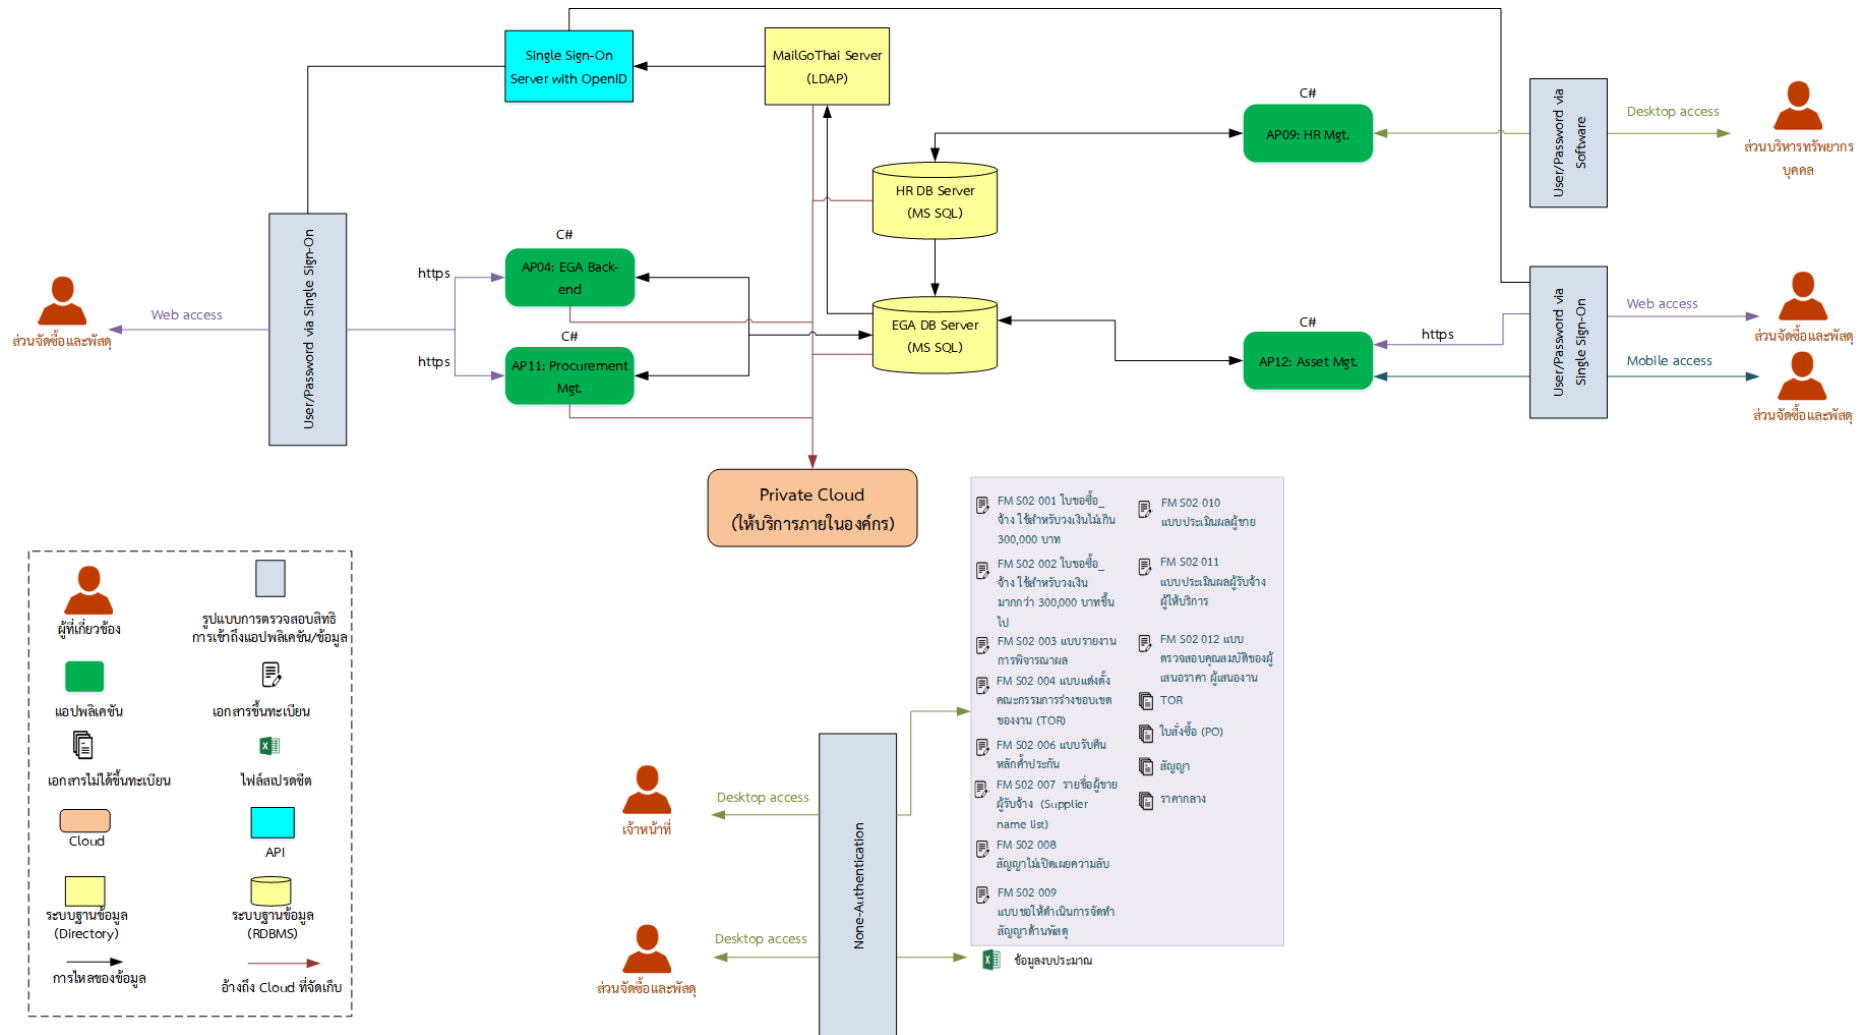 Single Sign-On
Server with OpenID
MailGoThai Server
(LDAP)
C#
AP09: HR Mgt.
User/Password via
Software
Desktop access
ส่วนบริหารทรัพยากร
บุคคล
HR DB Server
(MS SQL)
User/Password via Single Sign-On
C#
https
AP04: EGA Back-
end
Web access
ส่วนจัดซื้อและพัสดุ
C#
https
AP11: Procurement
Mgt.
EGA DB Server
(MS SQL)
C#
https
AP12: Asset Mgt.
User/Password via
Single Sign-On
Web access
ส่วนจัดซื้อและพัสดุ
Mobile access
ส่วนจัดซื้อและพัสดุ
Private Cloud
(ให้บริการภายในองค์กร)
ผู้ที่เกี่ยวข้อง
รูปแบบการตรวจสอบสิทธิ
การเข้าถึงแอปพลิเคชัน/ข้อมูล
แอปพลิเคชัน
เอกสารขึ้นทะเบียน
เอกสารไม่ได้ขึ้นทะเบียน
ไฟล์สเปรดชีต
Cloud
API
ระบบฐานข้อมูล
(Directory)
ระบบฐานข้อมูล
(RDBMS)
การไหลของข้อมูล
อ้างถึง Cloud ที่จัดเก็บ
FM S02 001 ใบขอซื้อ_
จ้าง ใช้สำหรับวงเงินไม่เกิน
300,000 บาท
FM S02 002 ใบขอซื้อ_
จ้าง ใช้สำหรับวงเงิน
มากกว่า 300,000 บาทขึ้น
ไป
FM S02 003 แบบรายงาน
การพิจารณาผล
FM S02 004 แบบแต่งตั้ง
คณะกรรมการร่างขอบเขต
ของงาน (TOR)
FM S02 006 แบบรับคืน
หลักค้ำประกัน
FM S02 007 รายชื่อผู้ขาย
ผู้รับจ้าง (Supplier
name list)
FM S02 008
สัญญาไม่เปิดเผยความลับ
FM S02 009
แบบขอให้ดำเนินการจัดทำ
สัญญาด้านพัสดุ
FM S02 010
แบบประเมินผลผู้ขาย
FM S02 011
แบบประเมินผลผู้รับจ้าง
ผู้ให้บริการ
FM S02 012 แบบ
ตรวจสอบคุณสมบัติของผู้
เสนอราคา ผู้เสนองาน
TOR
ใบสั่งซื้อ (PO)
สัญญา
ราคากลาง
Desktop access
เจ้าหน้าที่
None-Authentication
Desktop access
ส่วนจัดซื้อและพัสดุ
ข้อมูลงบประมาณ